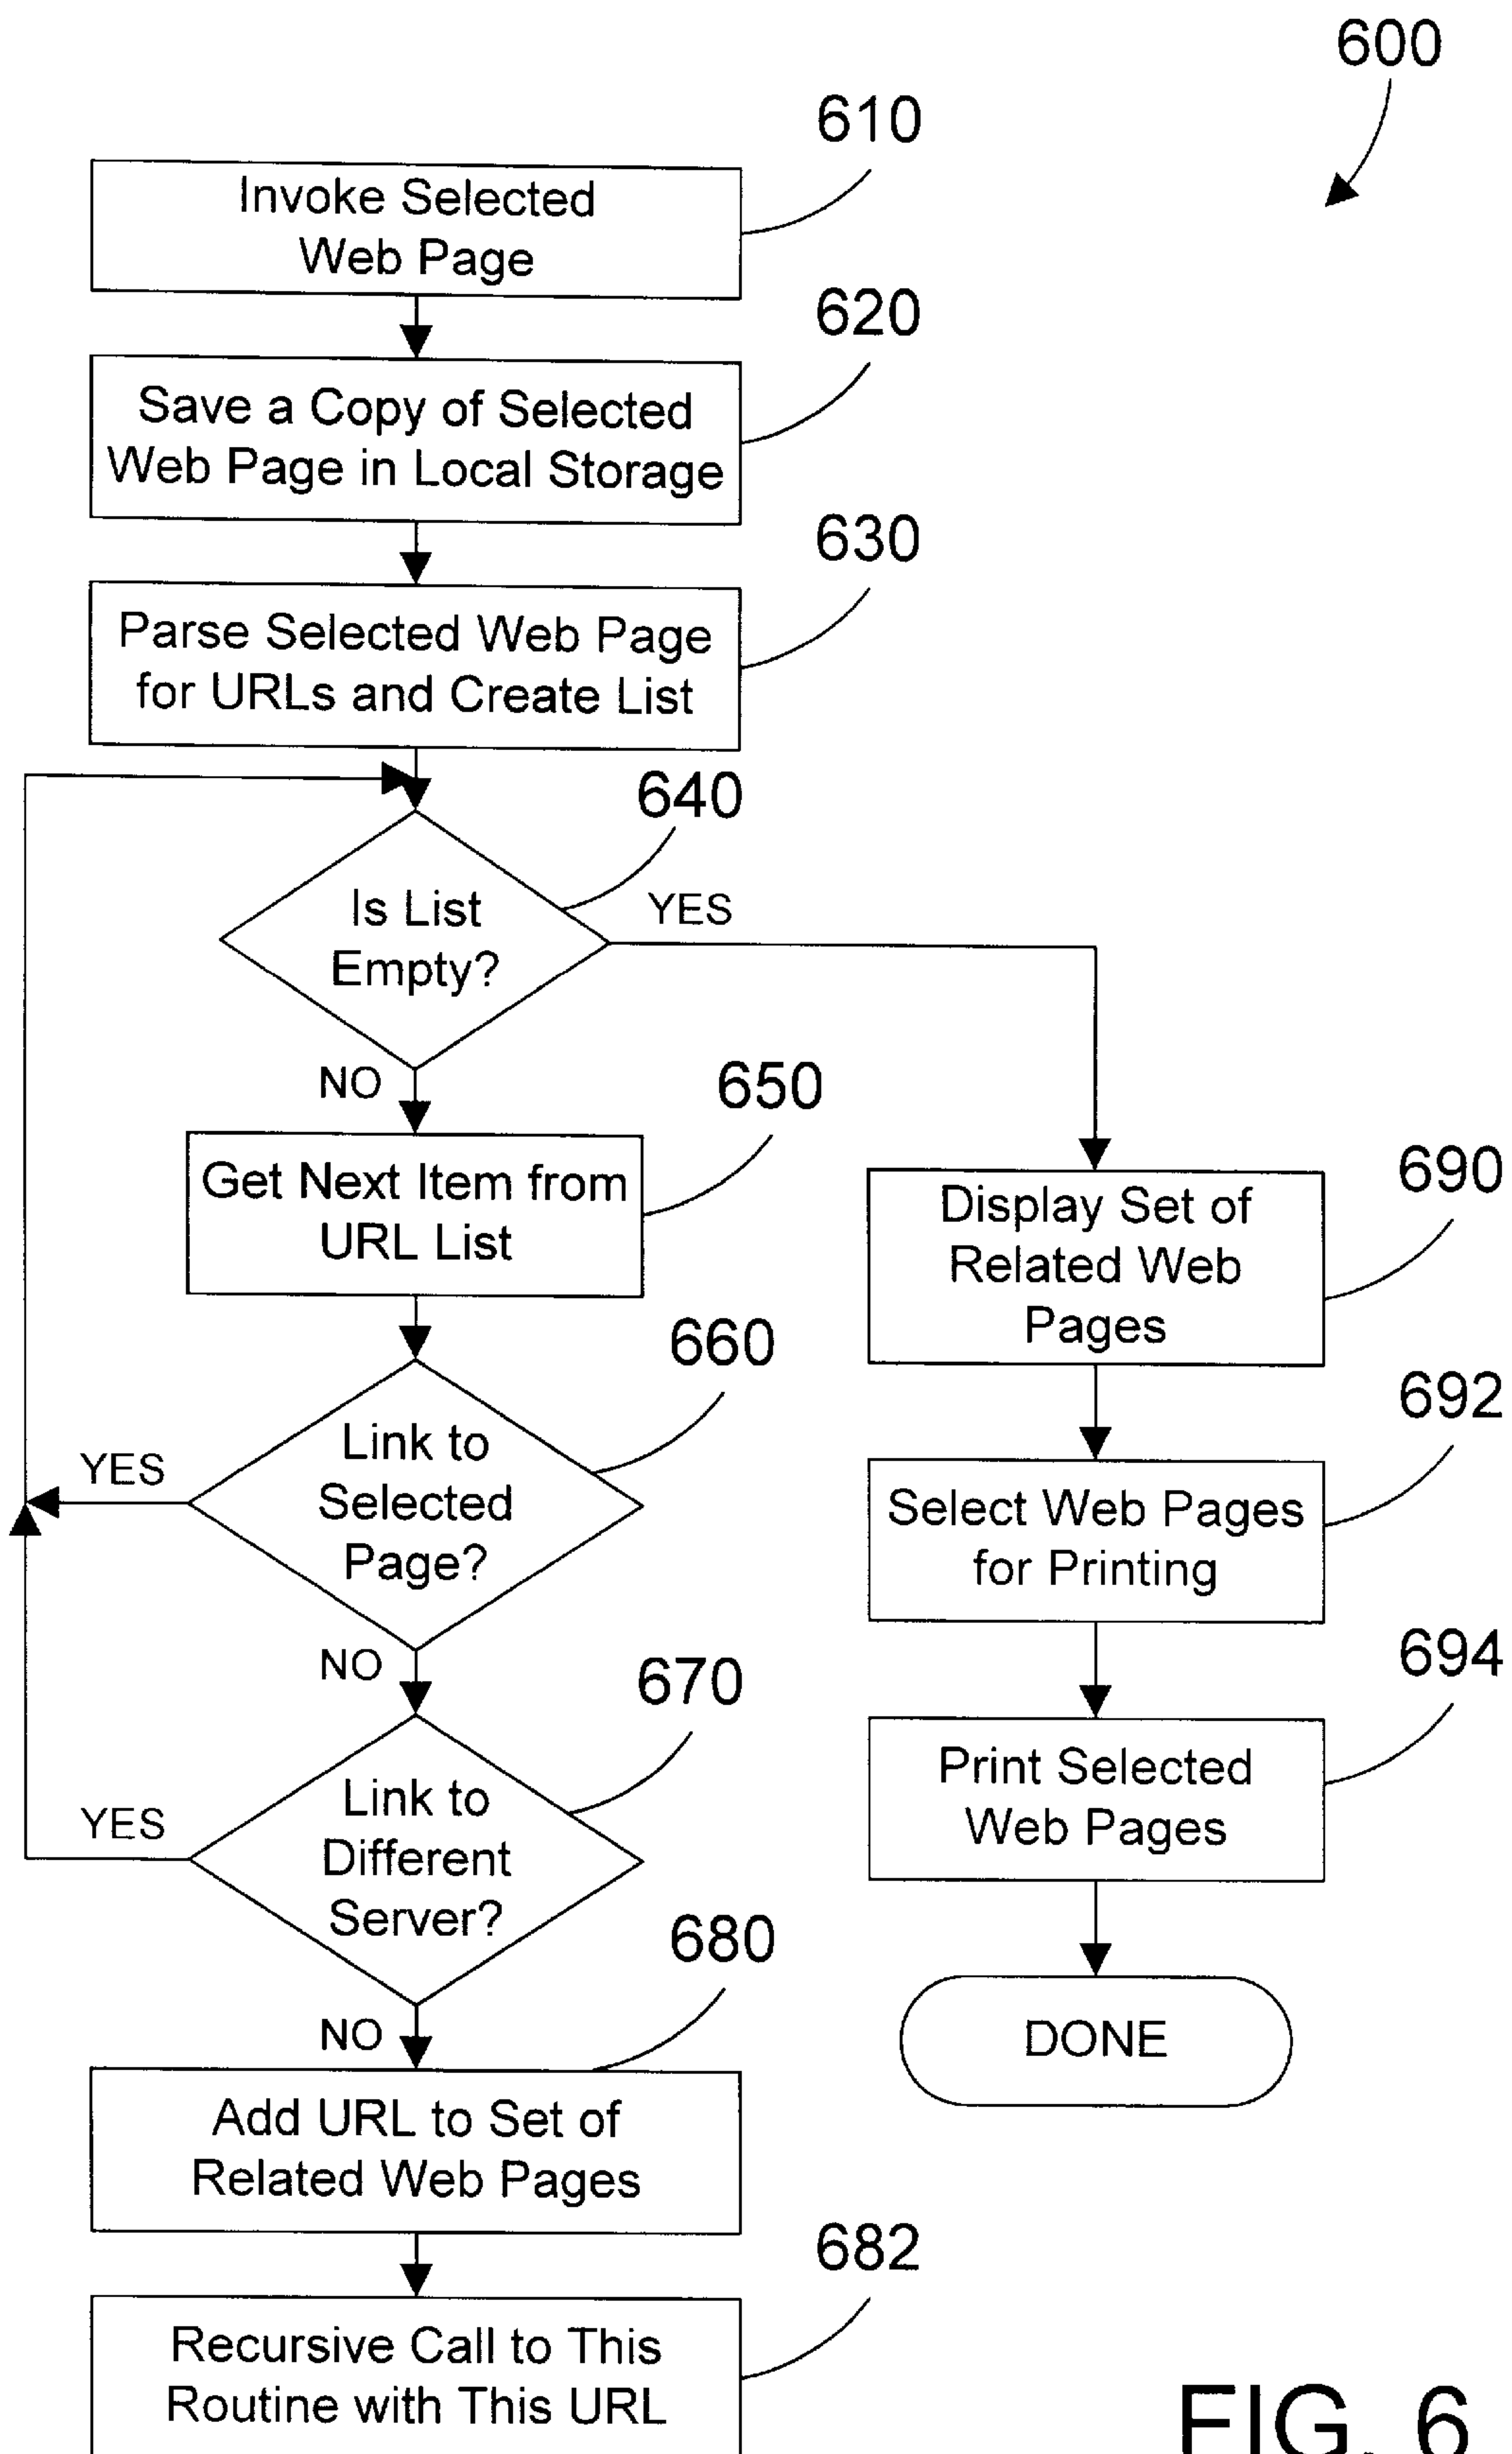 600
610
Invoke Selected
Web Page
620
Save a Copy of Selected
Web Page in Local Storage
630
Parse Selected Web Page
for URLs and Create List
640
Is List
Empty?
YES
NO
650
Get Next Item from
URL List
660
Link to
Selected
Page?
YES
NO
670
Link to
Different
Server?
YES
NO
680
Add URL to Set of
Related Web Pages
682
Recursive Call to This
Routine with This URL
690
Display Set of
Related Web
Pages
692
Select Web Pages
for Printing
694
Print Selected
Web Pages
DONE
FIG. 6